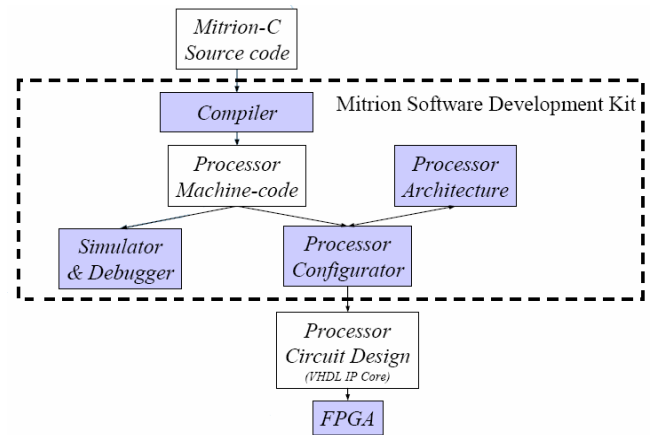 Mitrion-C
Source code
Mitrion Software Development Kit
Compiler
Processor
Machine-code
Processor
Architecture
Simulator
& Debugger
Processor
Configurator
Processor
Circuit Design
(VHDL IP Core)
FPGA